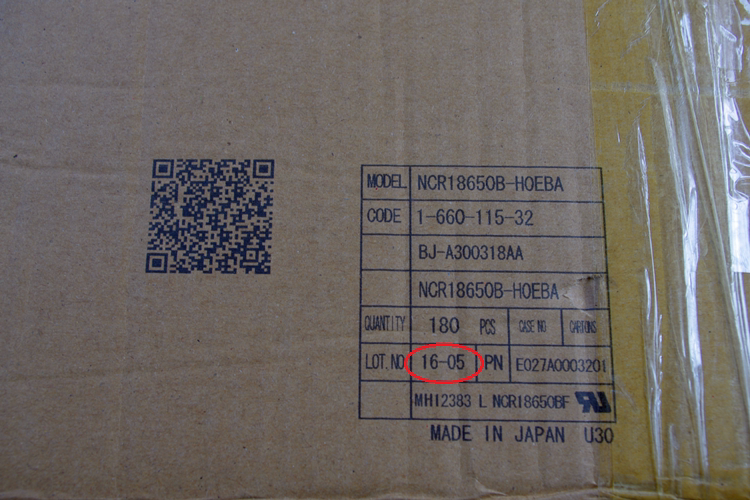 MODEL NCR18650B-HOEBA
CODE 1-660-115-32
BJ-A300318AA
NCR18650B-HOEBA
QUANTITY 180 PCS CASE NO CARTONS
LOT.NO 16-05 PN E027A0003201
MH12383 L NCR18650BF
MADE IN JAPAN U30